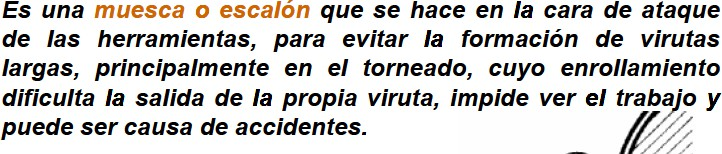 Es una muesca o escalón que se hace en la cara de ataque
de las herramientas, para evitar la formación de virutas
largas, principalmente en el torneado, cuyo enrollamiento
dificulta la salida de la propia viruta, impide ver el trabajo y
puede ser causa de accidentes.